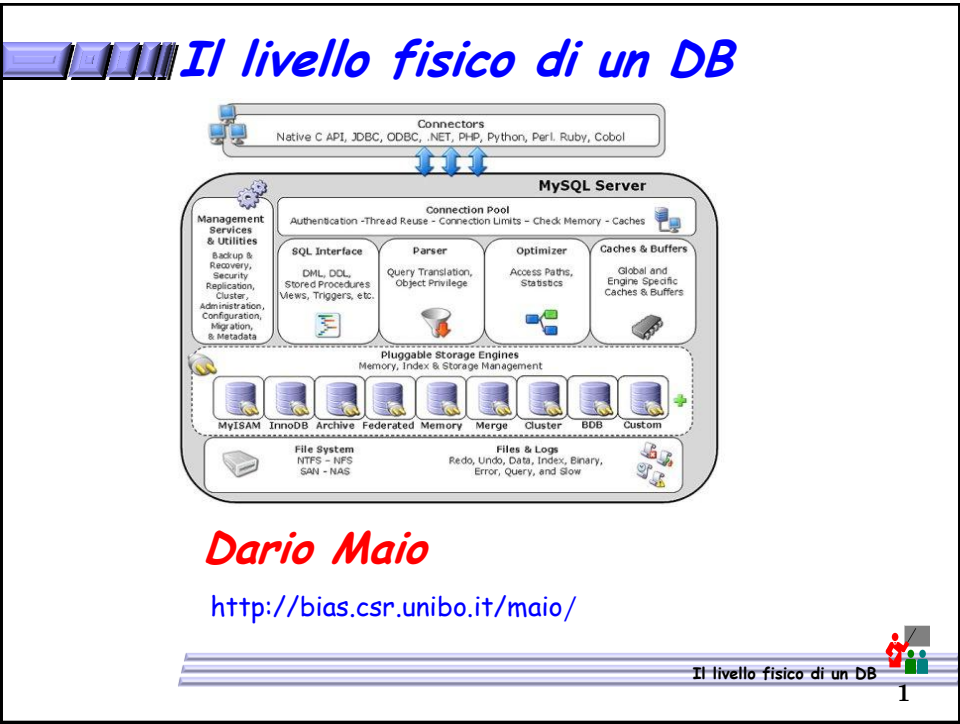 Il livello fisico di un DB
Connectors
Native C API, JDBC, ODBC, .NET, PHP, Python, Perl. Ruby, Cobol
MySQL Server
Connection Pool
Authentication -Thread Reuse - Connection Limits – Check Memory - Caches
Management
Services
& Utilities
Backup &
Recovery,
Security
Replication,
Cluster,
Administration,
Configuration,
Migration,
& Metadata
SQL Interface
DML, DDL,
Stored Procedures
Views, Triggers, etc.
Parser
Query Translation,
Object Privilege
Optimizer
Access Paths,
Statistics
Caches & Buffers
Global and
Engine Specific
Caches & Buffers
Pluggable Storage Engines
Memory, Index & Storage Management
MyISAM InnoDB Archive Federated Memory Merge Cluster BDB Custom
File System
NTFS – NFS
SAN - NAS
Files & Logs
Redo, Undo, Data, Index, Binary,
Error, Query, and Slow
Dario Maio
http://bias.csr.unibo.it/maio/
Il livello fisico di un DB
1